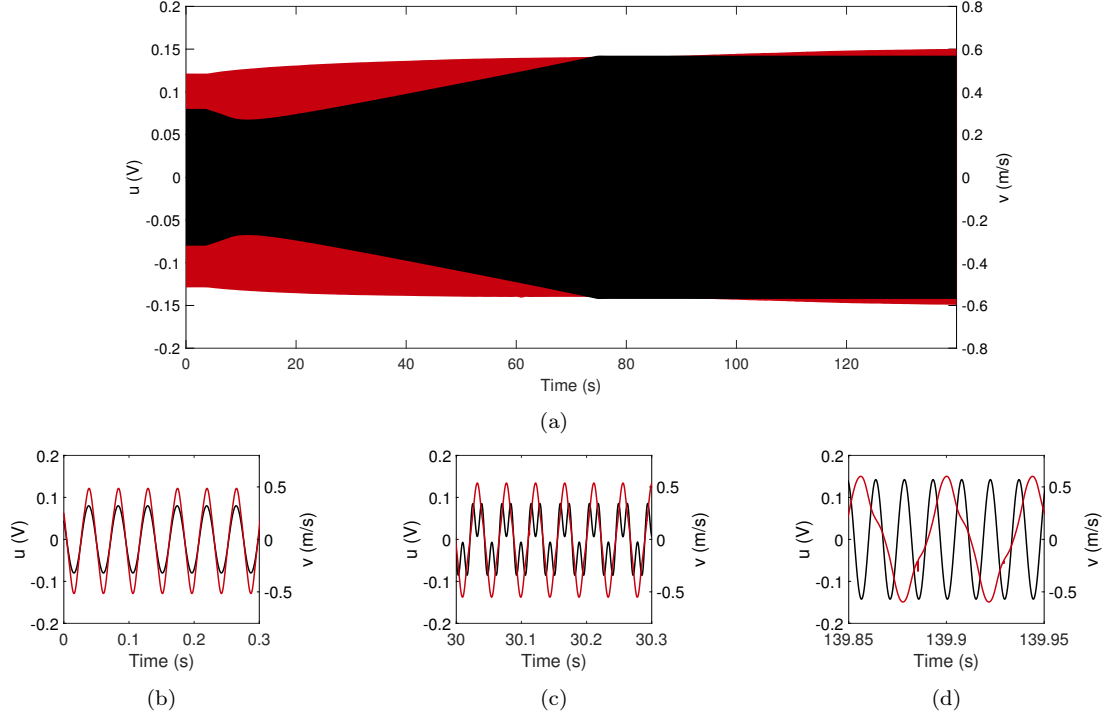 0.2
0.15
0.1
0.05
0
-0.05
-0.1
-0.15
-0.2
u (V)
0.8
0.6
0.4
0.2
0
-0.2
-0.4
-0.6
-0.8
v (m/s)
0 20 40 60 80 100 120
Time (s)
(a)
0.2
0.1
0
-0.1
-0.2
u (V)
0.5
0
-0.5
v (m/s)
0 0.1 0.2 0.3
Time (s)
(b)
0.2
0.1
0
-0.1
-0.2
u (V)
0.5
0
-0.5
v (m/s)
30 30.1 30.2 30.3
Time (s)
(c)
0.2
0.1
0
-0.1
-0.2
u (V)
0.5
0
-0.5
v (m/s)
139.85 139.9 139.95
Time (s)
(d)